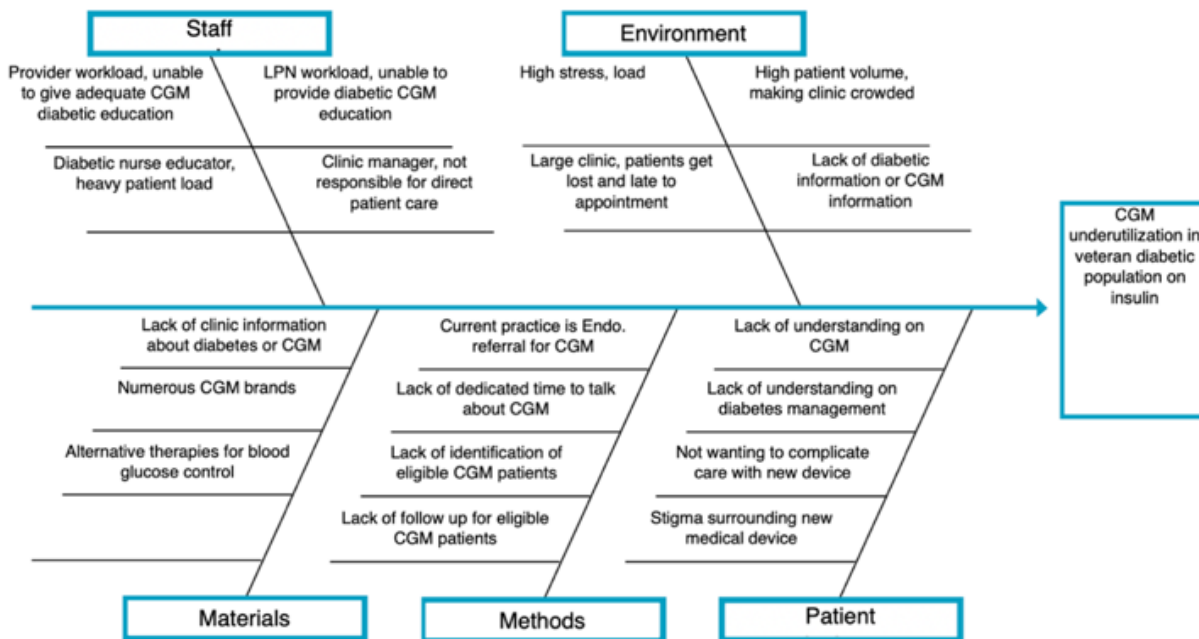 Staff
Environment
Provider workload, unable
to give adequate CGM
diabetic education
LPN workload, unable to
provide diabetic CGM
education
High stress, load
High patient volume,
making clinic crowded
Diabetic nurse educator,
heavy patient load
Clinic manager, not
responsible for direct
patient care
Large clinic, patients get
lost and late to
appointment
Lack of diabetic
information or CGM
information
CGM
underutilization in
veteran diabetic
population on
insulin
Lack of clinic information
about diabetes or CGM
Numerous CGM brands
Alternative therapies for blood
glucose control
Current practice is Endo.
referral for CGM
Lack of dedicated time to talk
about CGM
Lack of identification of
eligible CGM patients
Lack of follow up for eligible
CGM patients
Lack of understanding on
CGM
Lack of understanding on
diabetes management
Not wanting to complicate
care with new device
Stigma surrounding new
medical device
Materials
Methods
Patient